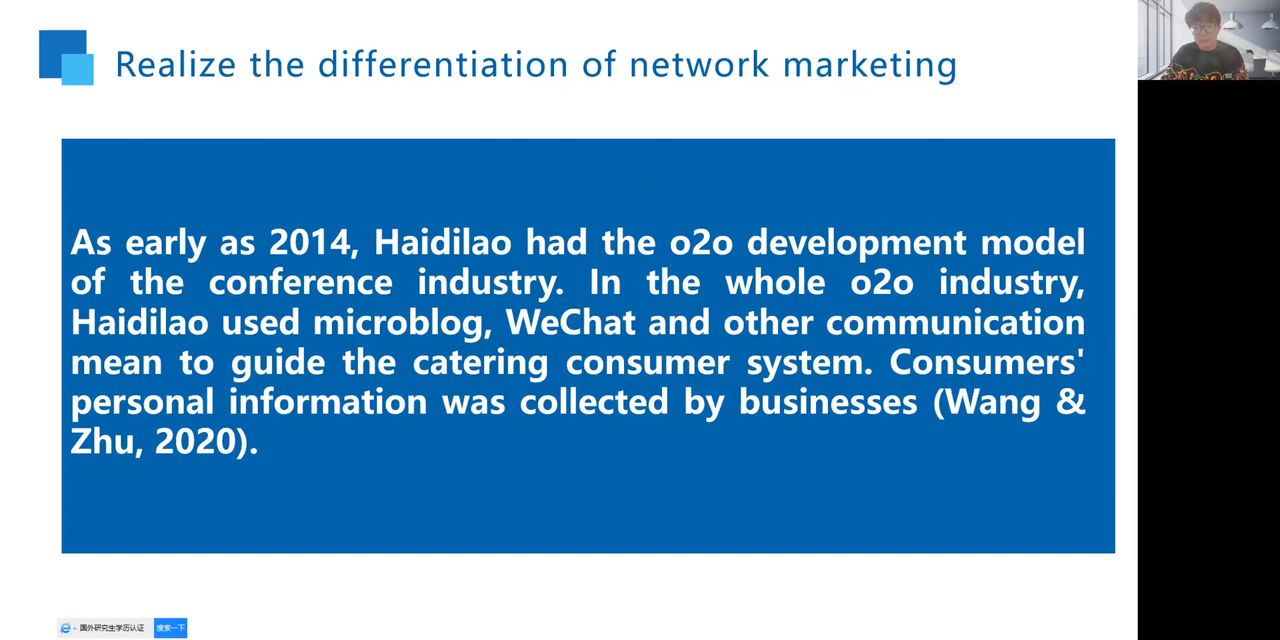 Realize the differentiation of network marketing
As early as 2014, Haidilao had the o2o development model
of the conference industry. In the whole o2o industry,
Haidilao used microblog, WeChat and other communication
mean to guide the catering consumer system. Consumers'
personal information was collected by businesses (Wang &
Zhu, 2020).
国外研究生学历认证 搜索一下